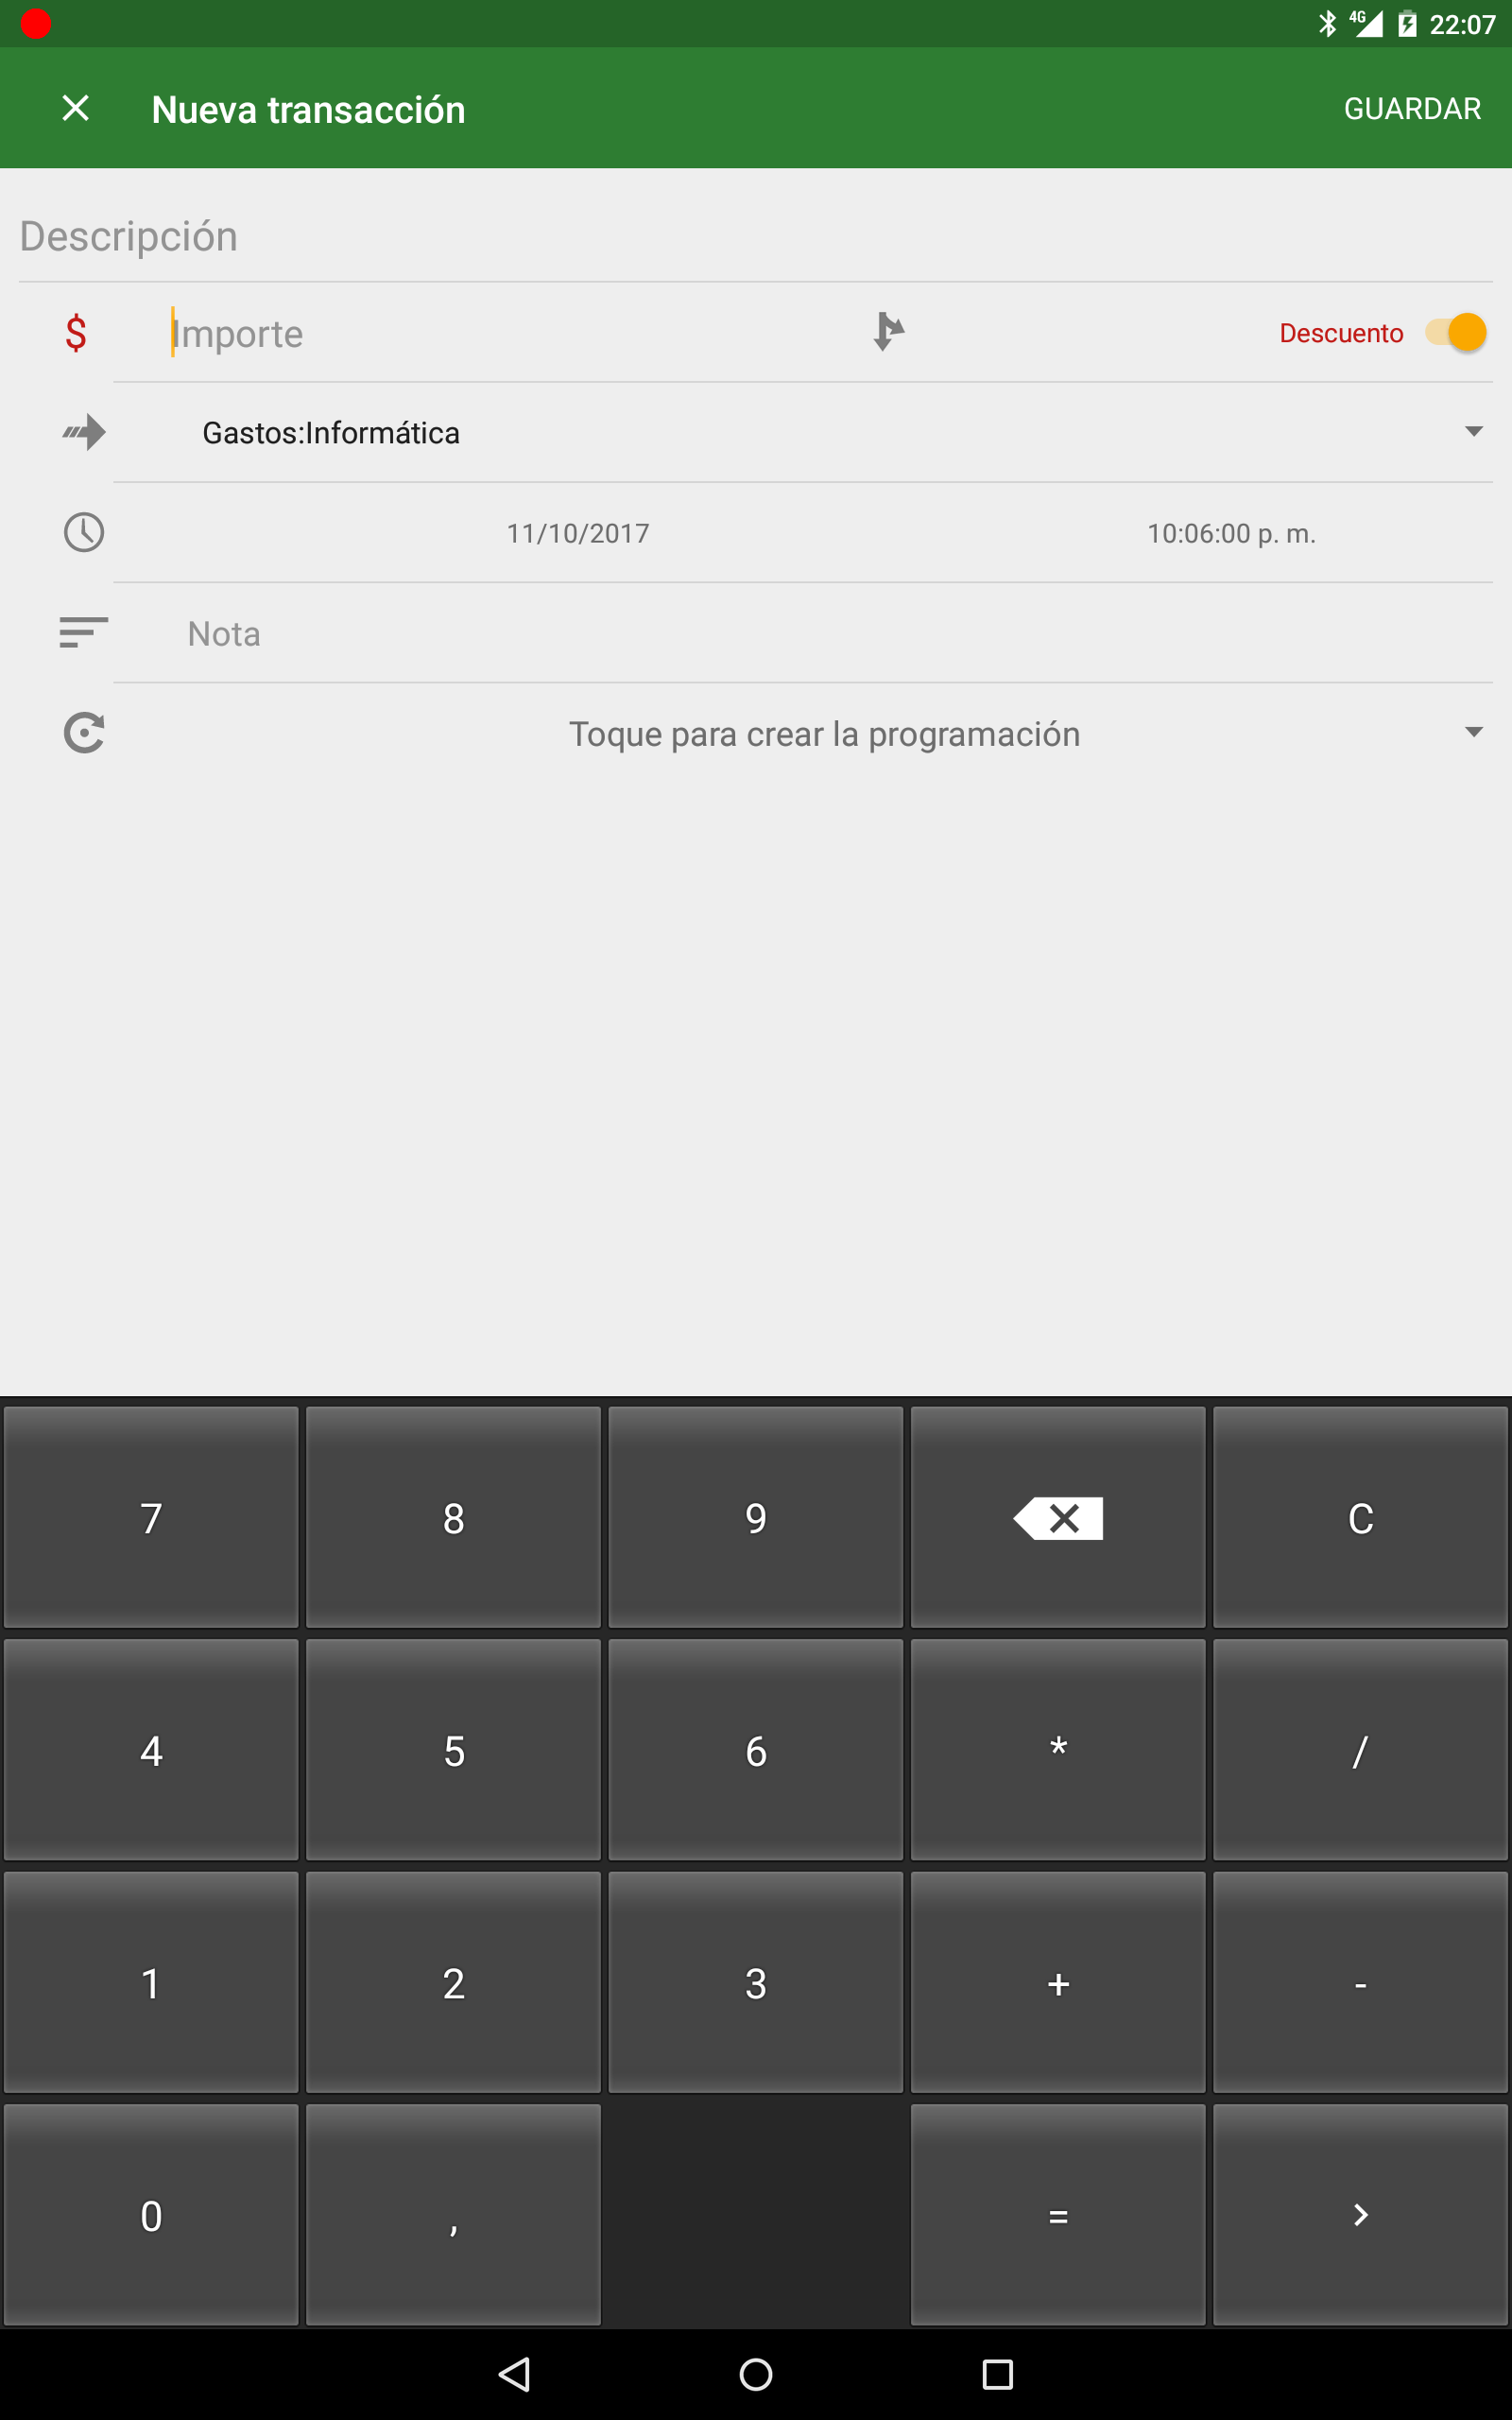 4G 22:07
Nueva transacción GUARDAR
Descripción
$ Importe Descuento
Gastos:Informática
11/10/2017 10:06:00 p. m.
Nota
Toque para crear la programación
7 8 9 C
4 5 6 * /
1 2 3 + -
0 , = >